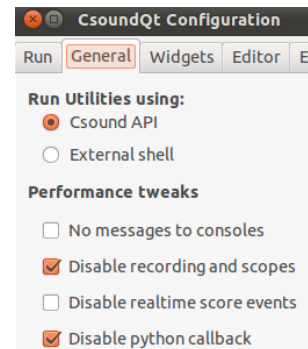 CsoundQt Configuration
Run General Widgets Editor
Run Utilities using:
Csound API
External shell
Performance tweaks
No messages to consoles
Disable recording and scopes
Disable realtime score events
Disable python callback